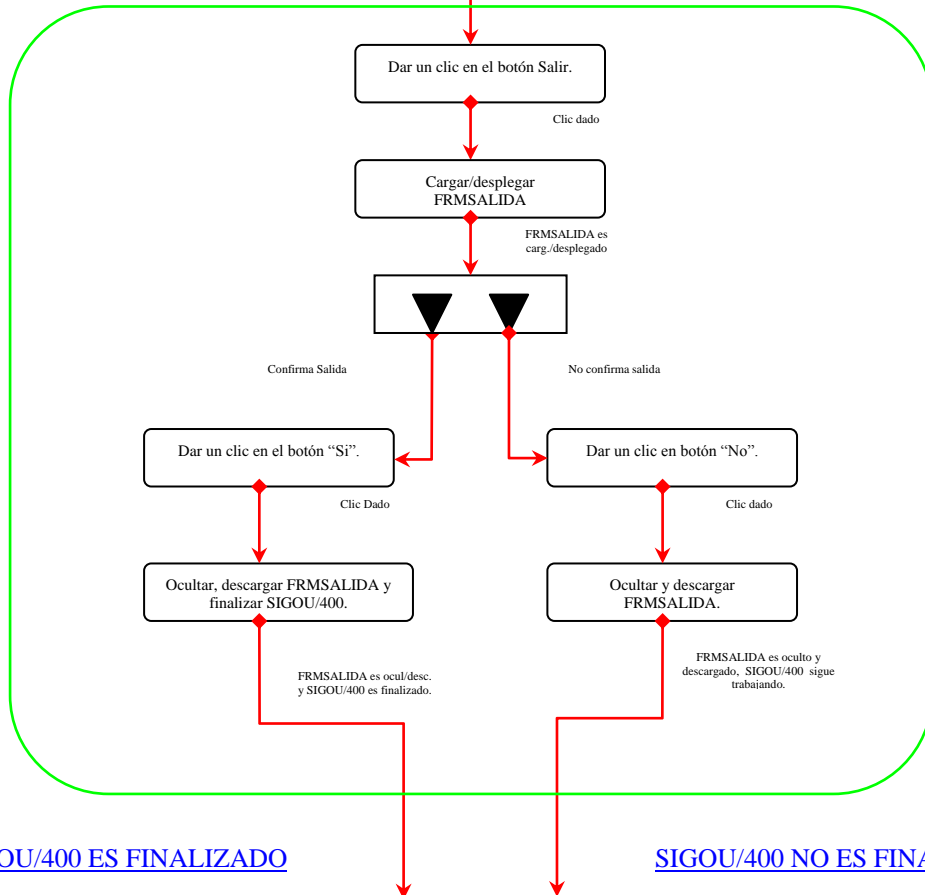 Dar un clic en el botón Salir.
Clic dado
Cargar/desplegar
FRMSALIDA
FRMSALIDA es
carg./desplegado
Confirma Salida
No confirma salida
Dar un clic en el botón “Si”.
Dar un clic en botón “No”.
Clic Dado
Clic dado
Ocultar, descargar FRMSALIDA y
finalizar SIGOU/400.
Ocultar y descargar
FRMSALIDA.
FRMSALIDA es ocul/desc.
y SIGOU/400 es finalizado.
FRMSALIDA es oculto y
descargado, SIGOU/400 sigue
trabajando.
OU/400 ES FINALIZADO
SIGOU/400 NO ES FINA